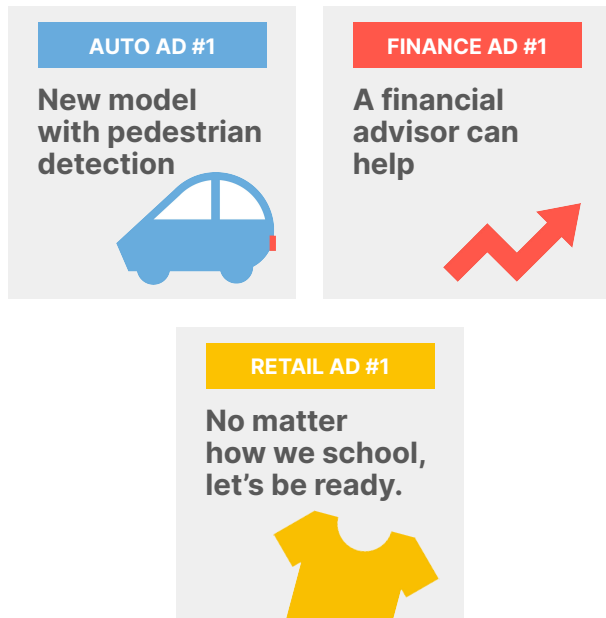 AUTO AD #1
New model
with pedestrian
detection
FINANCE AD #1
A financial
advisor can
help
RETAIL AD #1
No matter
how we school,
let’s be ready.